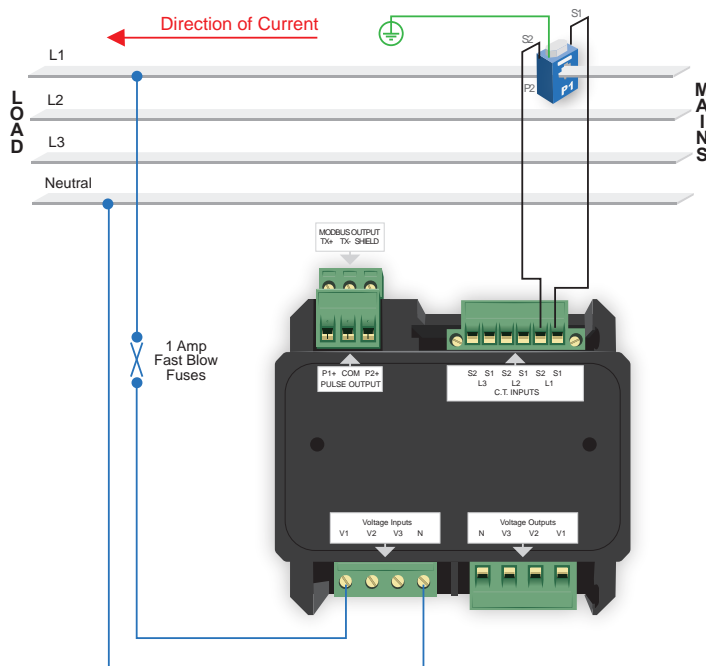 Direction of Current
S1
S2
L1
P2
P1
LOAD
MAINS
L2
L3
Neutral
MODBUS OUTPUT
TX+ TX- SHIELD
1 Amp
Fast Blow
Fuses
P1+ COM P2+
PULSE OUTPUT
S2 S1 S2 S1 S2 S1
L3 L2 L1
C.T. INPUTS
Voltage Inputs
V1 V2 V3 N
Voltage Outputs
N V3 V2 V1